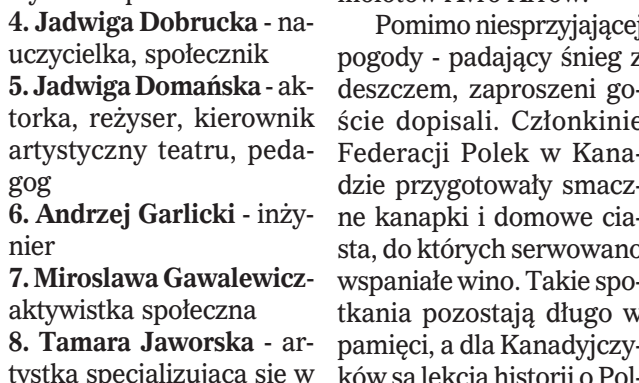 4. Jadwiga Dobrucka - na-
uczycielka, społecznik
5. Jadwiga Domańska - ak-
torka, reżyser, kierownik
artystyczny teatru, peda-
gog
6. Andrzej Garlicki - inży-
nier
7. Miroslawa Gawalewicz-
aktywistka społeczna
8. Tamara Jaworska - ar-
tystka specjalizująca się w
Pomimo niesprzyjającej
pogody - padający śnieg z
deszczem, zaproszeni go-
ście dopisali. Członkinie
Federacji Polek w Kana-
dzie przygotowały smacz-
ne kanapki i domowe cia-
sta, do których serwowano
wspaniałe wino. Takie spo-
tkania pozostają długo w
pamięci, a dla Kanadyjczy-
ków są lekcją historii o Pol-